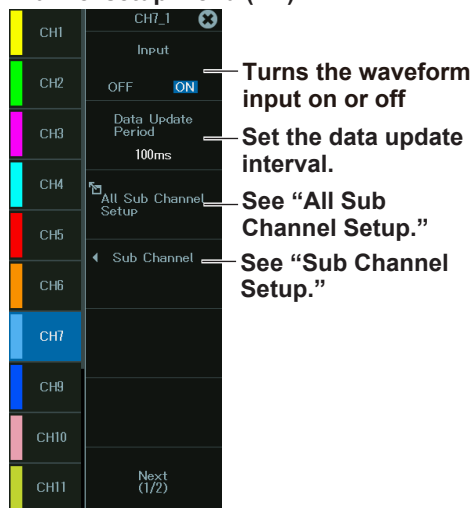 CH1
CH2
CH3
CH4
CH5
CH6
CH7
CH9
CH10
CH11
CH7_1
Input
OFF ON
Data Update
Period
100ms
All Sub Channel
Setup
Sub Channel
Next
(1/2)
Turns the waveform
input on or off
Set the data update
interval.
See “All Sub
Channel Setup.”
See “Sub Channel
Setup.”